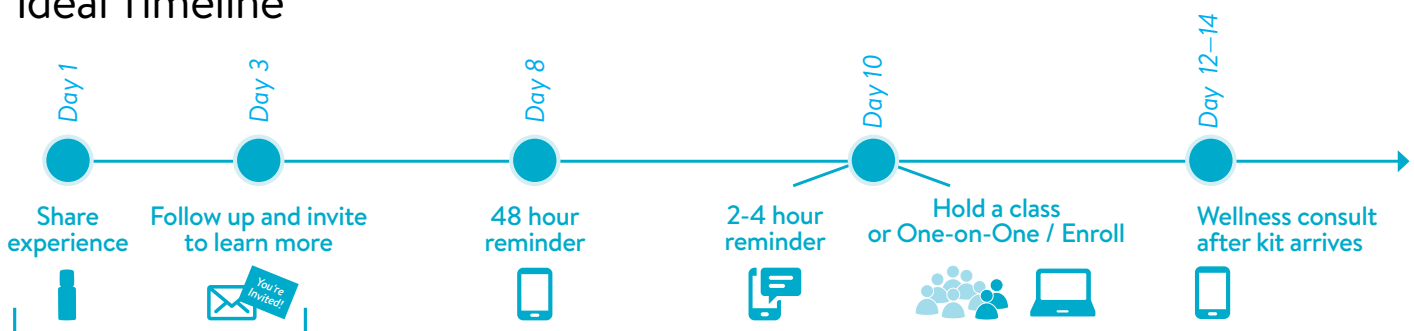 Ideal Timeline
Day 1
Day 3
Day 8
Day 10
Day 12–14
Share
experience
Follow up and invite
to learn more
48 hour
reminder
2-4 hour
reminder
Hold a class
or One-on-One / Enroll
Wellness consult
after kit arrives
You're
Invited!